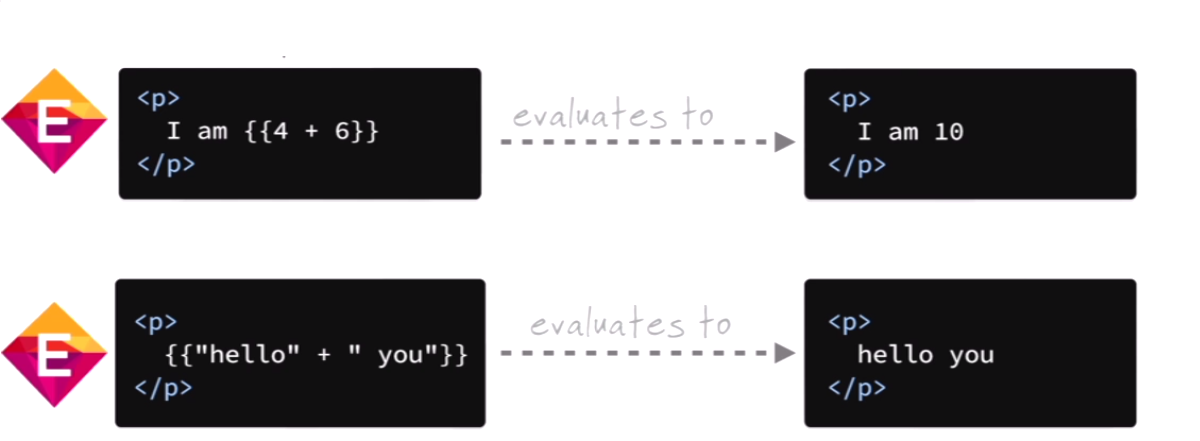 E
<p>
I am {{4 + 6}}
</p>
evaluates to
<p>
I am 10
</p>
E
<p>
{{"hello" + " you"}}
</p>
evaluates to
<p>
hello you
</p>